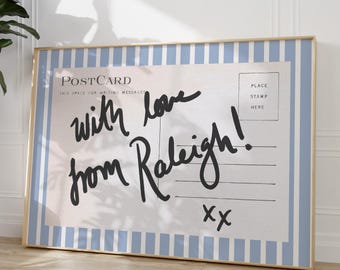 POSTCARD
THIS SPACE FOR WRITING MESSAGES
PLACE
STAMP
HERE
With love
from Raleigh!
xx